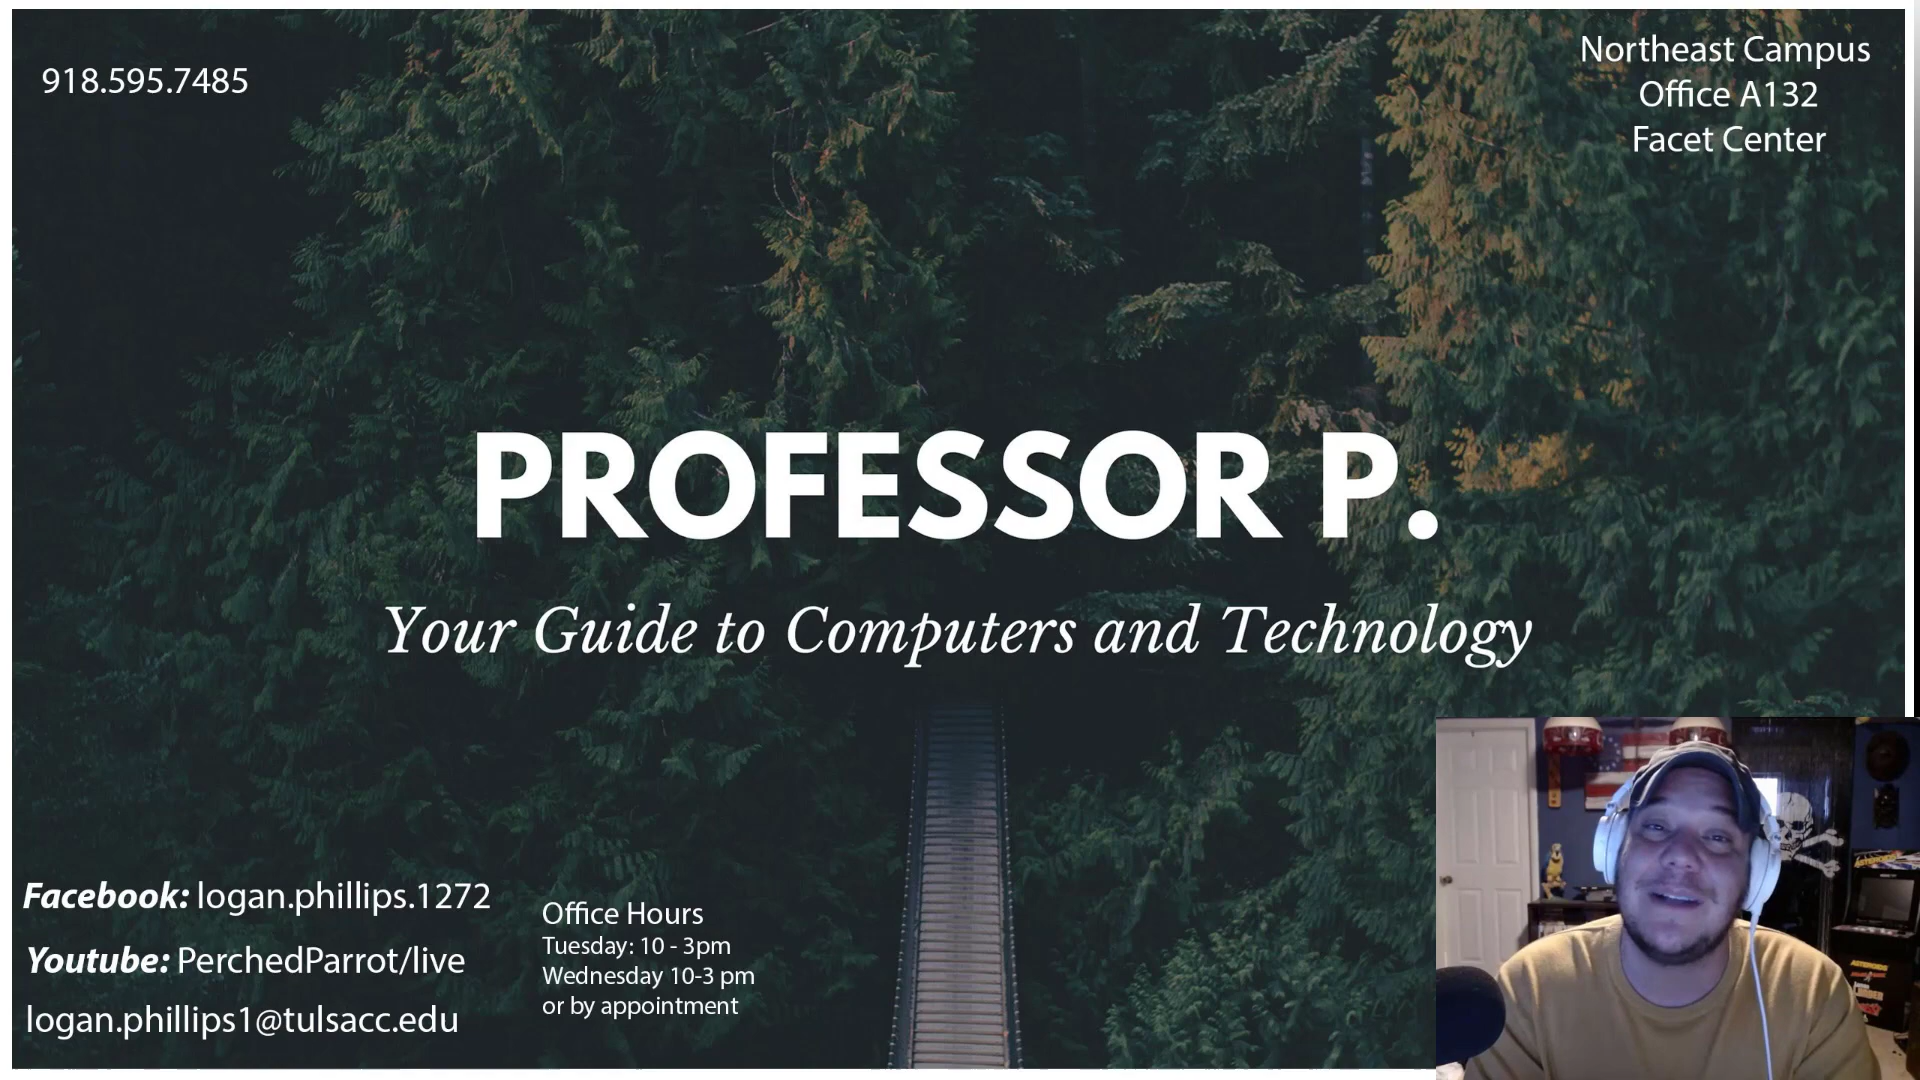 918.595.7485
Northeast Campus
Office A132
Facet Center
PROFESSOR P.
Your Guide to Computers and Technology
Facebook: logan.phillips.1272
Youtube: PerchedParrot/live
logan.phillips1@tulsacc.edu
Office Hours
Tuesday: 10 - 3pm
Wednesday 10-3 pm
or by appointment
ASTEROIDS